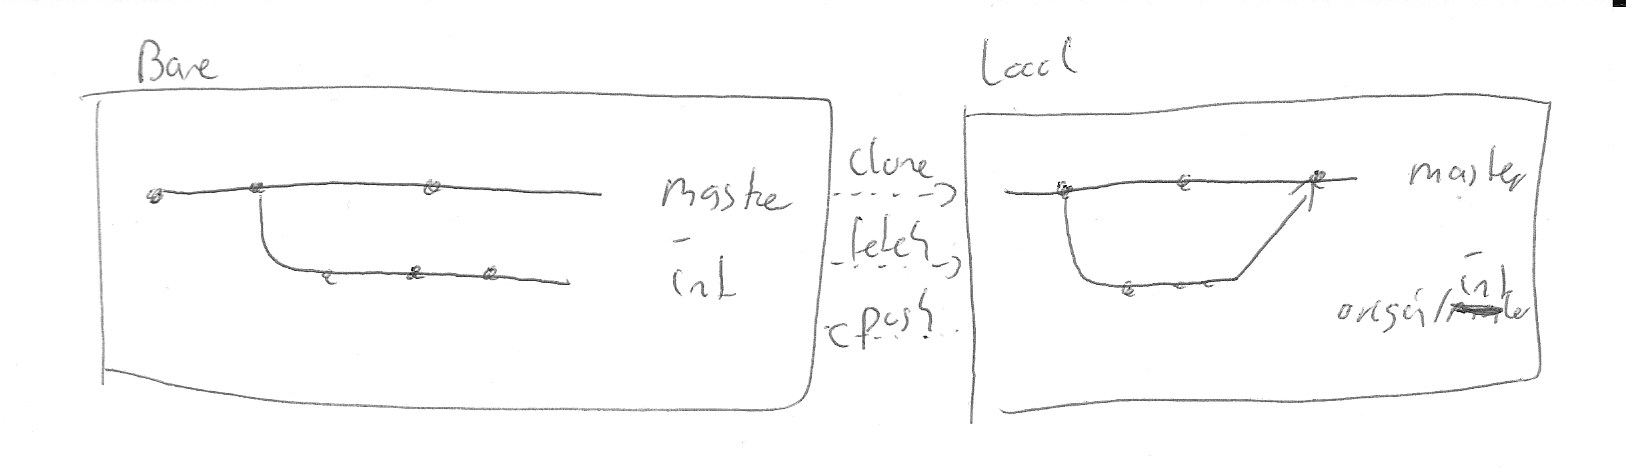 Bare
master
int
clone
fetch
push
Local
master
int
origin/